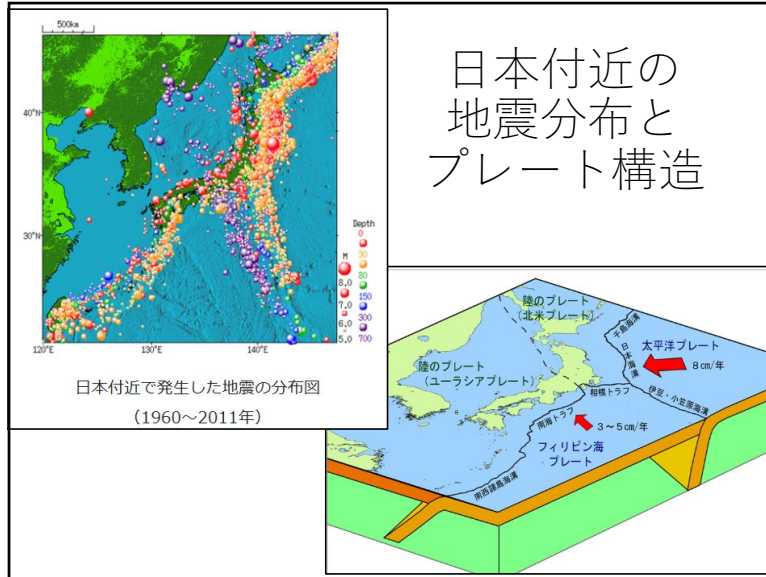 日本付近の
地震分布と
プレート構造
500km
40°N
30°N
120°E
130°E
140°E
Depth
0
30
80
150
300
700
M
8.0
7.0
6.0
5.0
日本付近で発生した地震の分布図
(1960~2011年)
陸のプレート
(北米プレート)
千島海溝
太平洋プレート
日本海溝
8㎝/年
陸のプレート
(ユーラシアプレート)
相模トラフ
伊豆・小笠原海溝
南海トラフ
3~5㎝/年
フィリピン海
プレート
南西諸島海溝